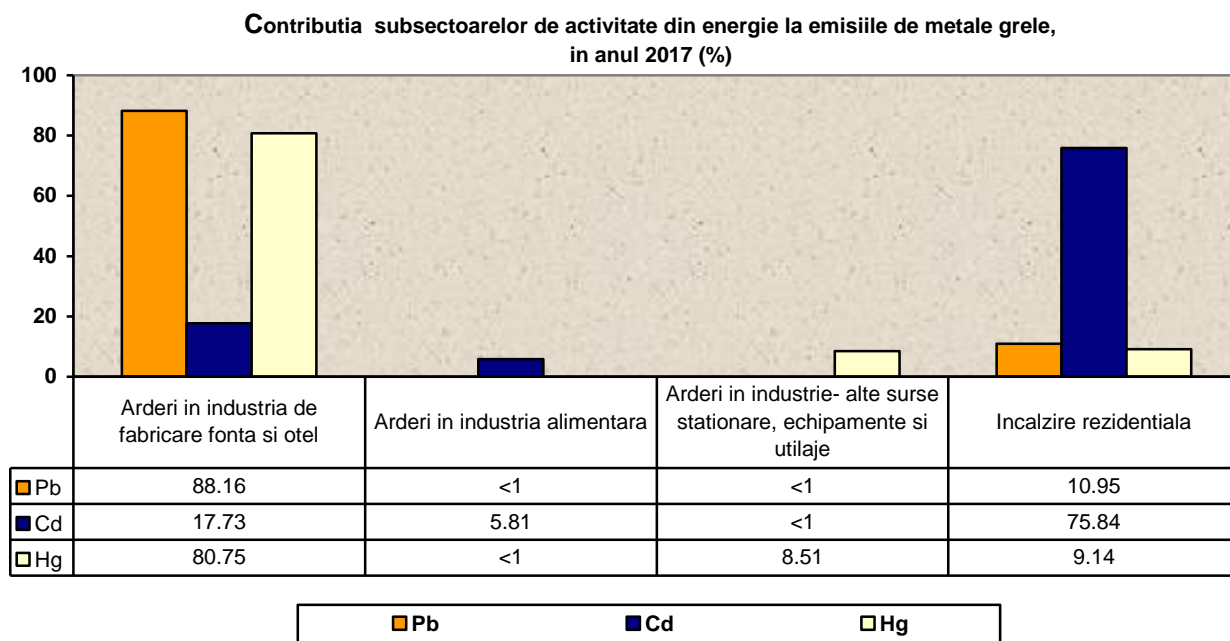 Contributia subsectoarelor de activitate din energie la emisiile de metale grele,
in anul 2017 (%)
100
80
60
40
20
0
Arderi in industria de
fabricare fonta si otel
Arderi in industria alimentara
Arderi in industrie- alte surse
stationare, echipamente si
utilaje
Incalzire rezidentiala
Pb 88.16 <1 <1 10.95
Cd 17.73 5.81 <1 75.84
Hg 80.75 <1 8.51 9.14
Pb Cd Hg